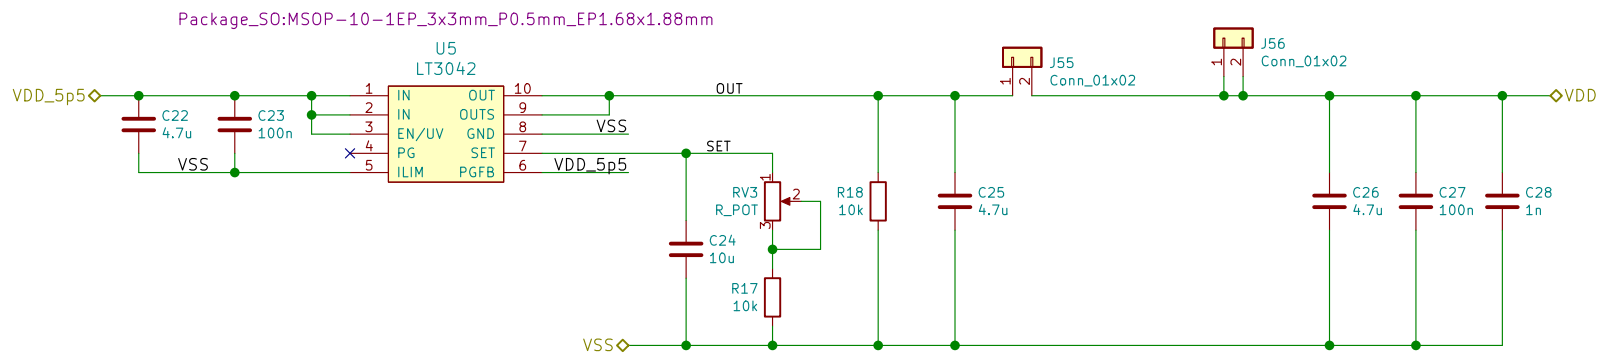 Package_SO:MSOP-10-1EP_3x3mm_P0.5mm_EP1.68x1.88mm
U5
LT3042
VDD_5p5
C22
4.7u
C23
100n
VSS
1 IN
2 IN
3 EN/UV
4 PG
5 ILIM
OUT 10
OUTS 9
GND 8
SET 7
PGFB 6
OUT
VSS
SET
VDD_5p5
J55
Conn_01x02
1 2
J56
Conn_01x02
1 2
VDD
RV3
R_POT
1
2
3
R18
10k
C25
4.7u
C26
4.7u
C27
100n
C28
1n
C24
10u
R17
10k
VSS